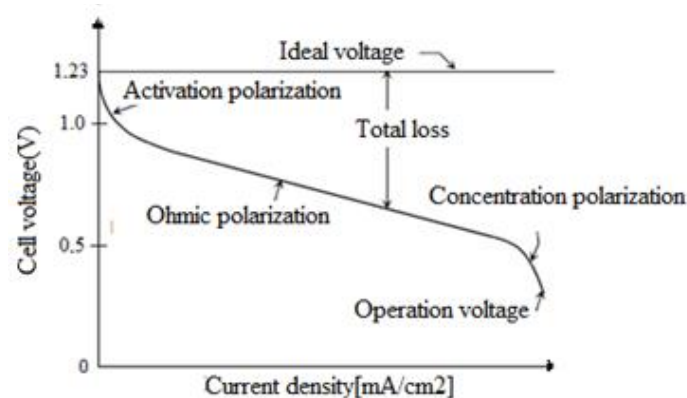 Ideal voltage
1.23
Activation polarization
1.0
Total loss
Concentration polarization
Ohmic polarization
0.5
Operation voltage
0
Cell voltage(V)
Current density[mA/cm2]